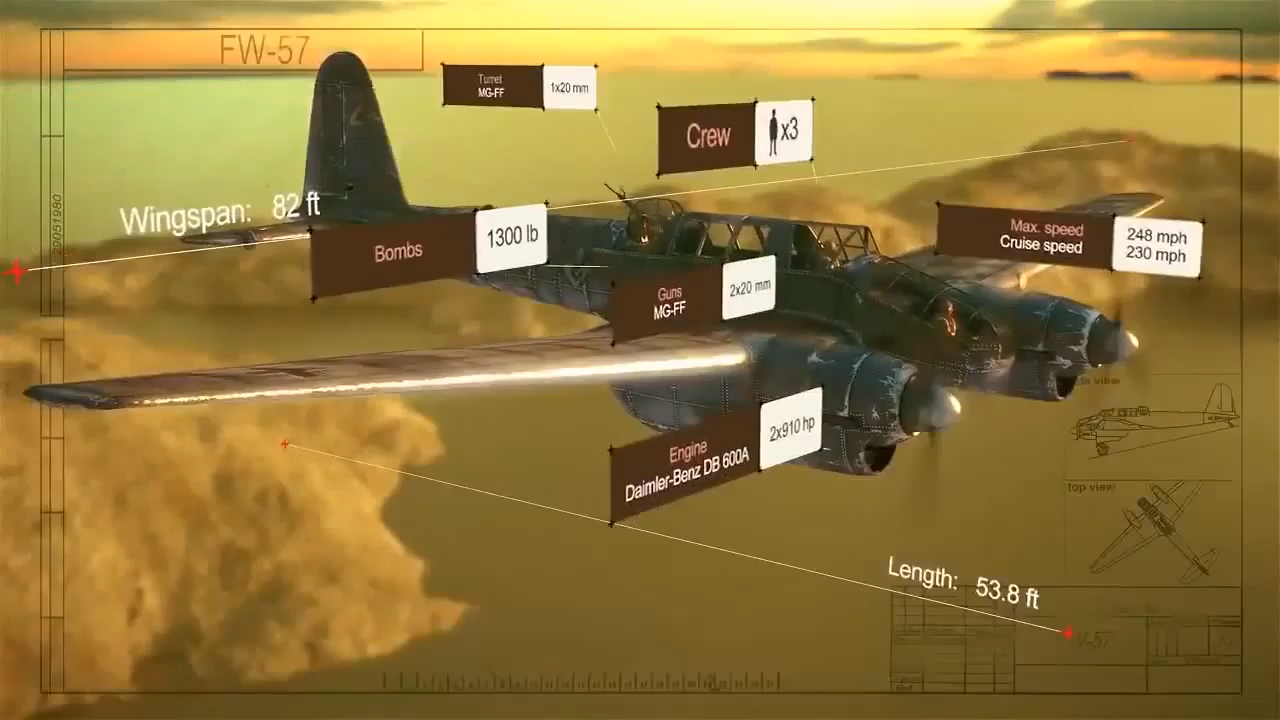 FW-57
Turret
MG-FF
1x20 mm
Crew
x3
Wingspan: 82 ft
Bombs
1300 lb
Max. speed
Cruise speed
248 mph
230 mph
Guns
MG-FF
2x20 mm
Engine
Daimler-Benz DB 600A
2x910 hp
view
top view
Length: 53.8 ft